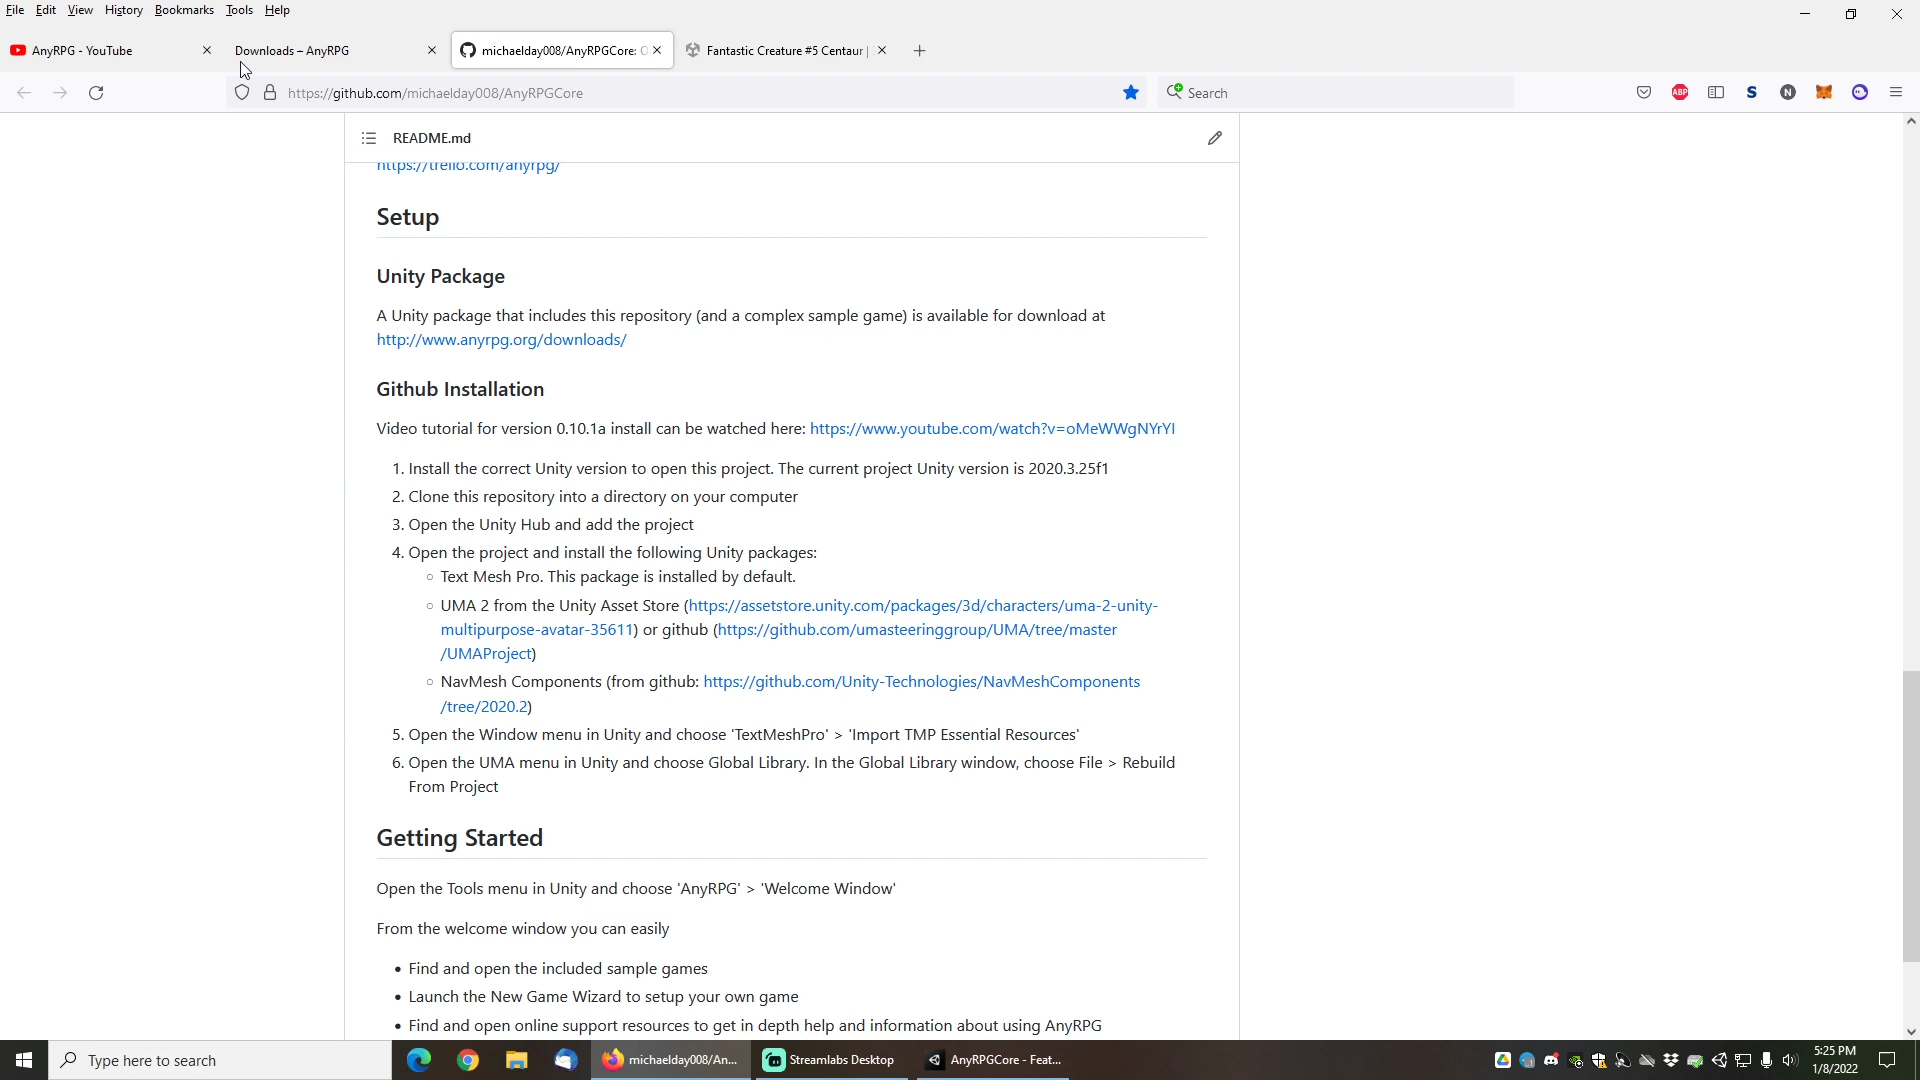 File Edit View History Bookmarks Tools Help
AnyRPG - YouTube
Downloads – AnyRPG
michaelday008/AnyRPGCore: O
Fantastic Creature #5 Centaur |
https://github.com/michaelday008/AnyRPGCore
Search
ABP
S
N
README.md
https://trello.com/anyrpg/
Setup
Unity Package
A Unity package that includes this repository (and a complex sample game) is available for download at
http://www.anyrpg.org/downloads/
Github Installation
Video tutorial for version 0.10.1a install can be watched here: https://www.youtube.com/watch?v=oMeWWgNYrYI
1. Install the correct Unity version to open this project. The current project Unity version is 2020.3.25f1
2. Clone this repository into a directory on your computer
3. Open the Unity Hub and add the project
4. Open the project and install the following Unity packages:
Text Mesh Pro. This package is installed by default.
UMA 2 from the Unity Asset Store (https://assetstore.unity.com/packages/3d/characters/uma-2-unity-
multipurpose-avatar-35611) or github (https://github.com/umasteeringgroup/UMA/tree/master
/UMAProject)
NavMesh Components (from github: https://github.com/Unity-Technologies/NavMeshComponents
/tree/2020.2)
5. Open the Window menu in Unity and choose 'TextMeshPro' > 'Import TMP Essential Resources'
6. Open the UMA menu in Unity and choose Global Library. In the Global Library window, choose File > Rebuild
From Project
Getting Started
Open the Tools menu in Unity and choose 'AnyRPG' > 'Welcome Window'
From the welcome window you can easily
• Find and open the included sample games
• Launch the New Game Wizard to setup your own game
• Find and open online support resources to get in depth help and information about using AnyRPG
Type here to search
michaelday008/An...
Streamlabs Desktop
AnyRPGCore - Feat...
5:25 PM
1/8/2022